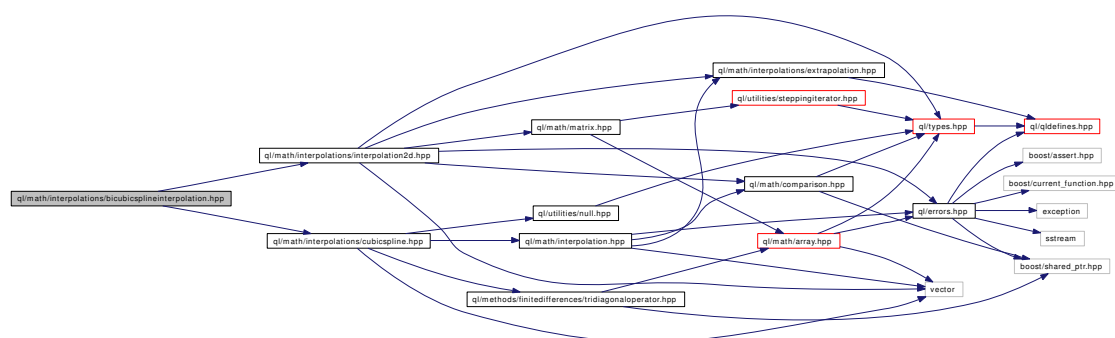 ql/math/interpolations/extrapolation.hpp
ql/utilities/steppingiterator.hpp
ql/math/matrix.hpp
ql/types.hpp
ql/qldefines.hpp
ql/math/interpolations/interpolation2d.hpp
boost/assert.hpp
ql/math/comparison.hpp
boost/current_function.hpp
ql/math/interpolations/bicubicsplineinterpolation.hpp
ql/utilities/null.hpp
ql/errors.hpp
exception
ql/math/interpolations/cubicspline.hpp
ql/math/interpolation.hpp
ql/math/array.hpp
sstream
boost/shared_ptr.hpp
vector
ql/methods/finitedifferences/tridiagonaloperator.hpp